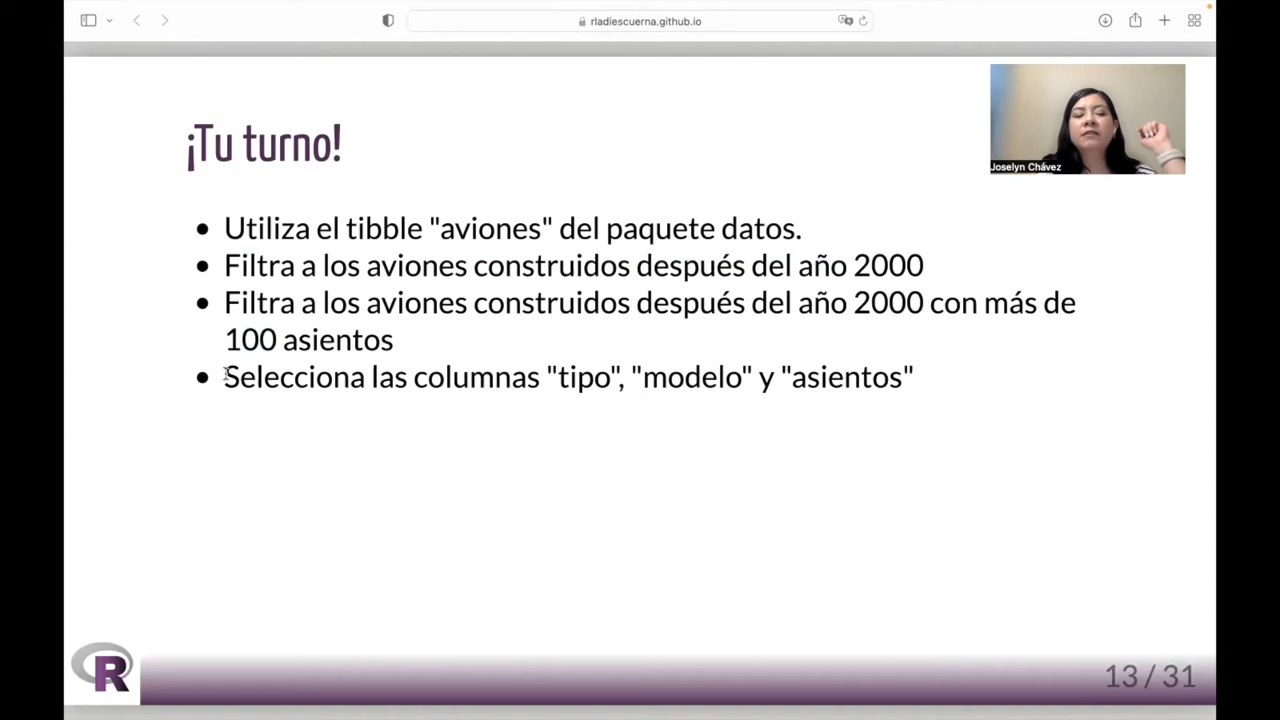 rladiescuerna.github.io
Joselyn Chávez
¡Tu turno!
Utiliza el tibble "aviones" del paquete datos.
Filtra a los aviones construidos después del año 2000
Filtra a los aviones construidos después del año 2000 con más de
100 asientos
Selecciona las columnas "tipo", "modelo" y "asientos"
R
13 / 31